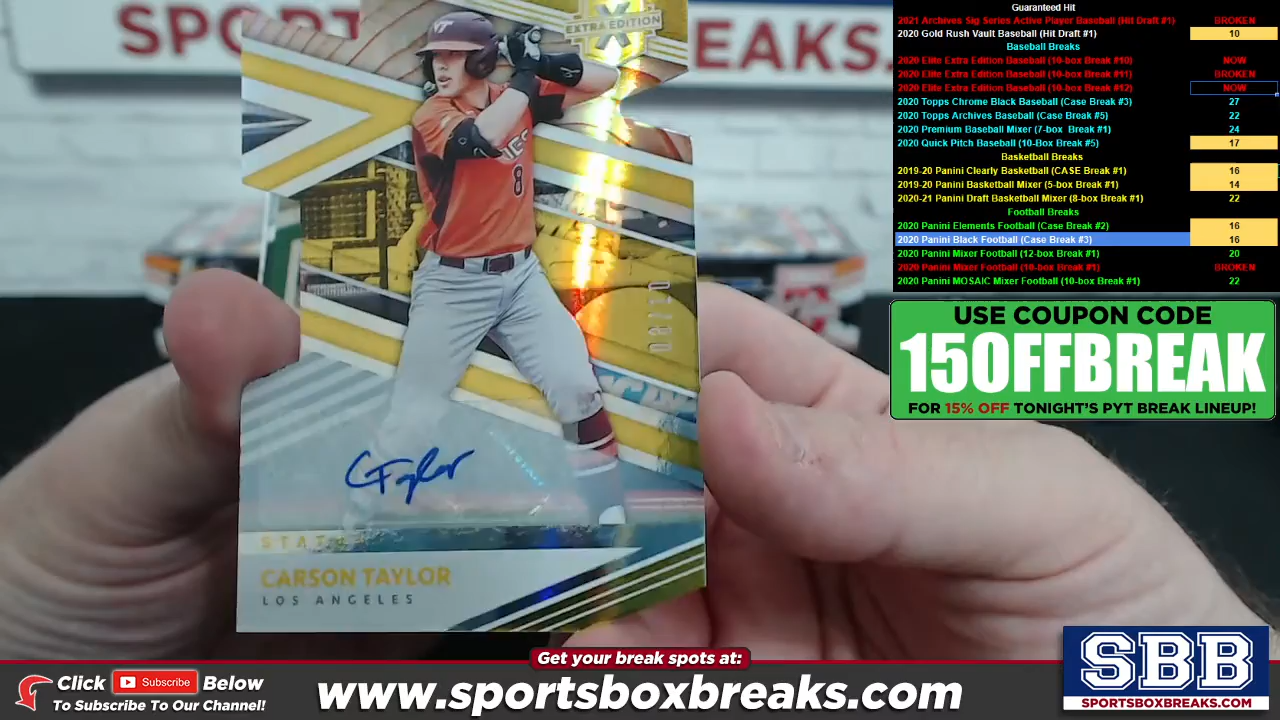 SPO
BREAKS.
VT
EXTRA EDITION
8
STAT
CARSON TAYLOR
LOS ANGELES
Guaranteed Hit
2021 Archives Sig Series Active Player Baseball (Hit Draft #1) BROKEN
2020 Gold Rush Vault Baseball (Hit Draft #1) 10
Baseball Breaks
2020 Elite Extra Edition Baseball (10-box Break #10) NOW
2020 Elite Extra Edition Baseball (10-box Break #11) BROKEN
2020 Elite Extra Edition Baseball (10-box Break #12) NOW
2020 Topps Chrome Black Baseball (Case Break #3) 27
2020 Topps Archives Baseball (Case Break #5) 22
2020 Premium Baseball Mixer (7-box Break #1) 24
2020 Quick Pitch Baseball (10-Box Break #5) 17
Basketball Breaks
2019-20 Panini Clearly Basketball (CASE Break #1) 16
2019-20 Panini Basketball Mixer (5-box Break #1) 14
2020-21 Panini Draft Basketball Mixer (8-box Break #1) 22
Football Breaks
2020 Panini Elements Football (Case Break #2) 16
2020 Panini Black Football (Case Break #3) 16
2020 Panini Mixer Football (12-box Break #1) 20
2020 Panini Mixer Football (10-box Break #1) BROKEN
2020 Panini MOSAIC Mixer Football (10-box Break #1) 22
USE COUPON CODE
15OFFBREAK
FOR 15% OFF TONIGHT'S PYT BREAK LINEUP!
Get your break spots at:
Click Subscribe Below
To Subscribe To Our Channel!
www.sportsboxbreaks.com
SBB
SPORTSBOXBREAKS.COM